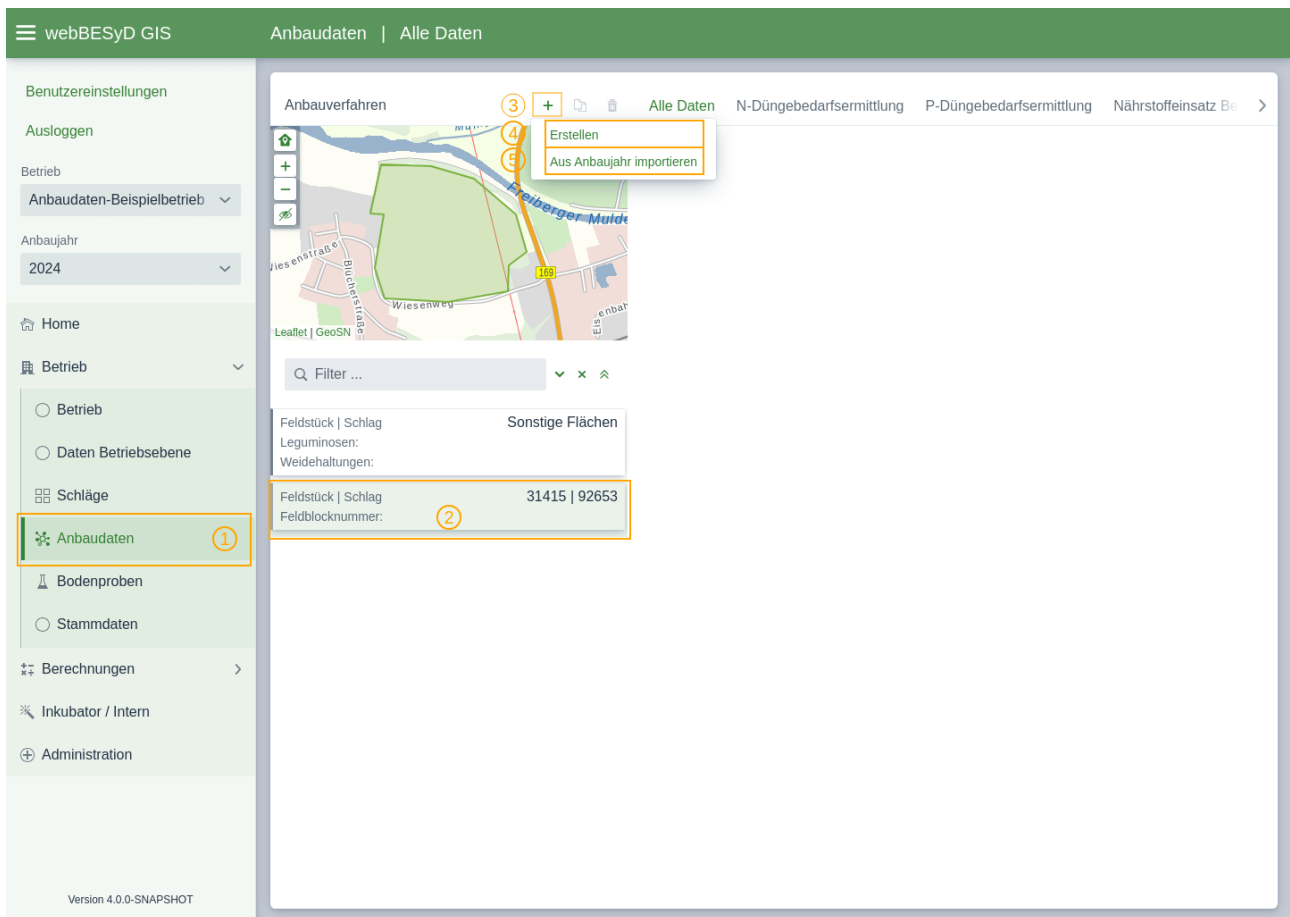 webBESyD GIS
Anbaudaten | Alle Daten
Benutzereinstellungen
Ausloggen
Betrieb
Anbaudaten-Beispielbetrieb
Anbaujahr
2024
Home
Betrieb
Betrieb
Daten Betriebsebene
Schläge
Anbaudaten 1
Bodenproben
Stammdaten
Berechnungen
Inkubator / Intern
Administration
Version 4.0.0-SNAPSHOT
Anbauverfahren 3 +
Alle Daten N-Düngebedarfsermittlung P-Düngebedarfsermittlung Nährstoffeinsatz Be
4 Erstellen
5 Aus Anbaujahr importieren
+
−
Freiberger Mulde
169
Blücherstraße
Wiesenweg
Leaflet | GeoSN
Filter ...
Feldstück | Schlag Sonstige Flächen
Leguminosen:
Weidehaltungen:
Feldstück | Schlag 31415 | 92653
Feldblocknummer: 2